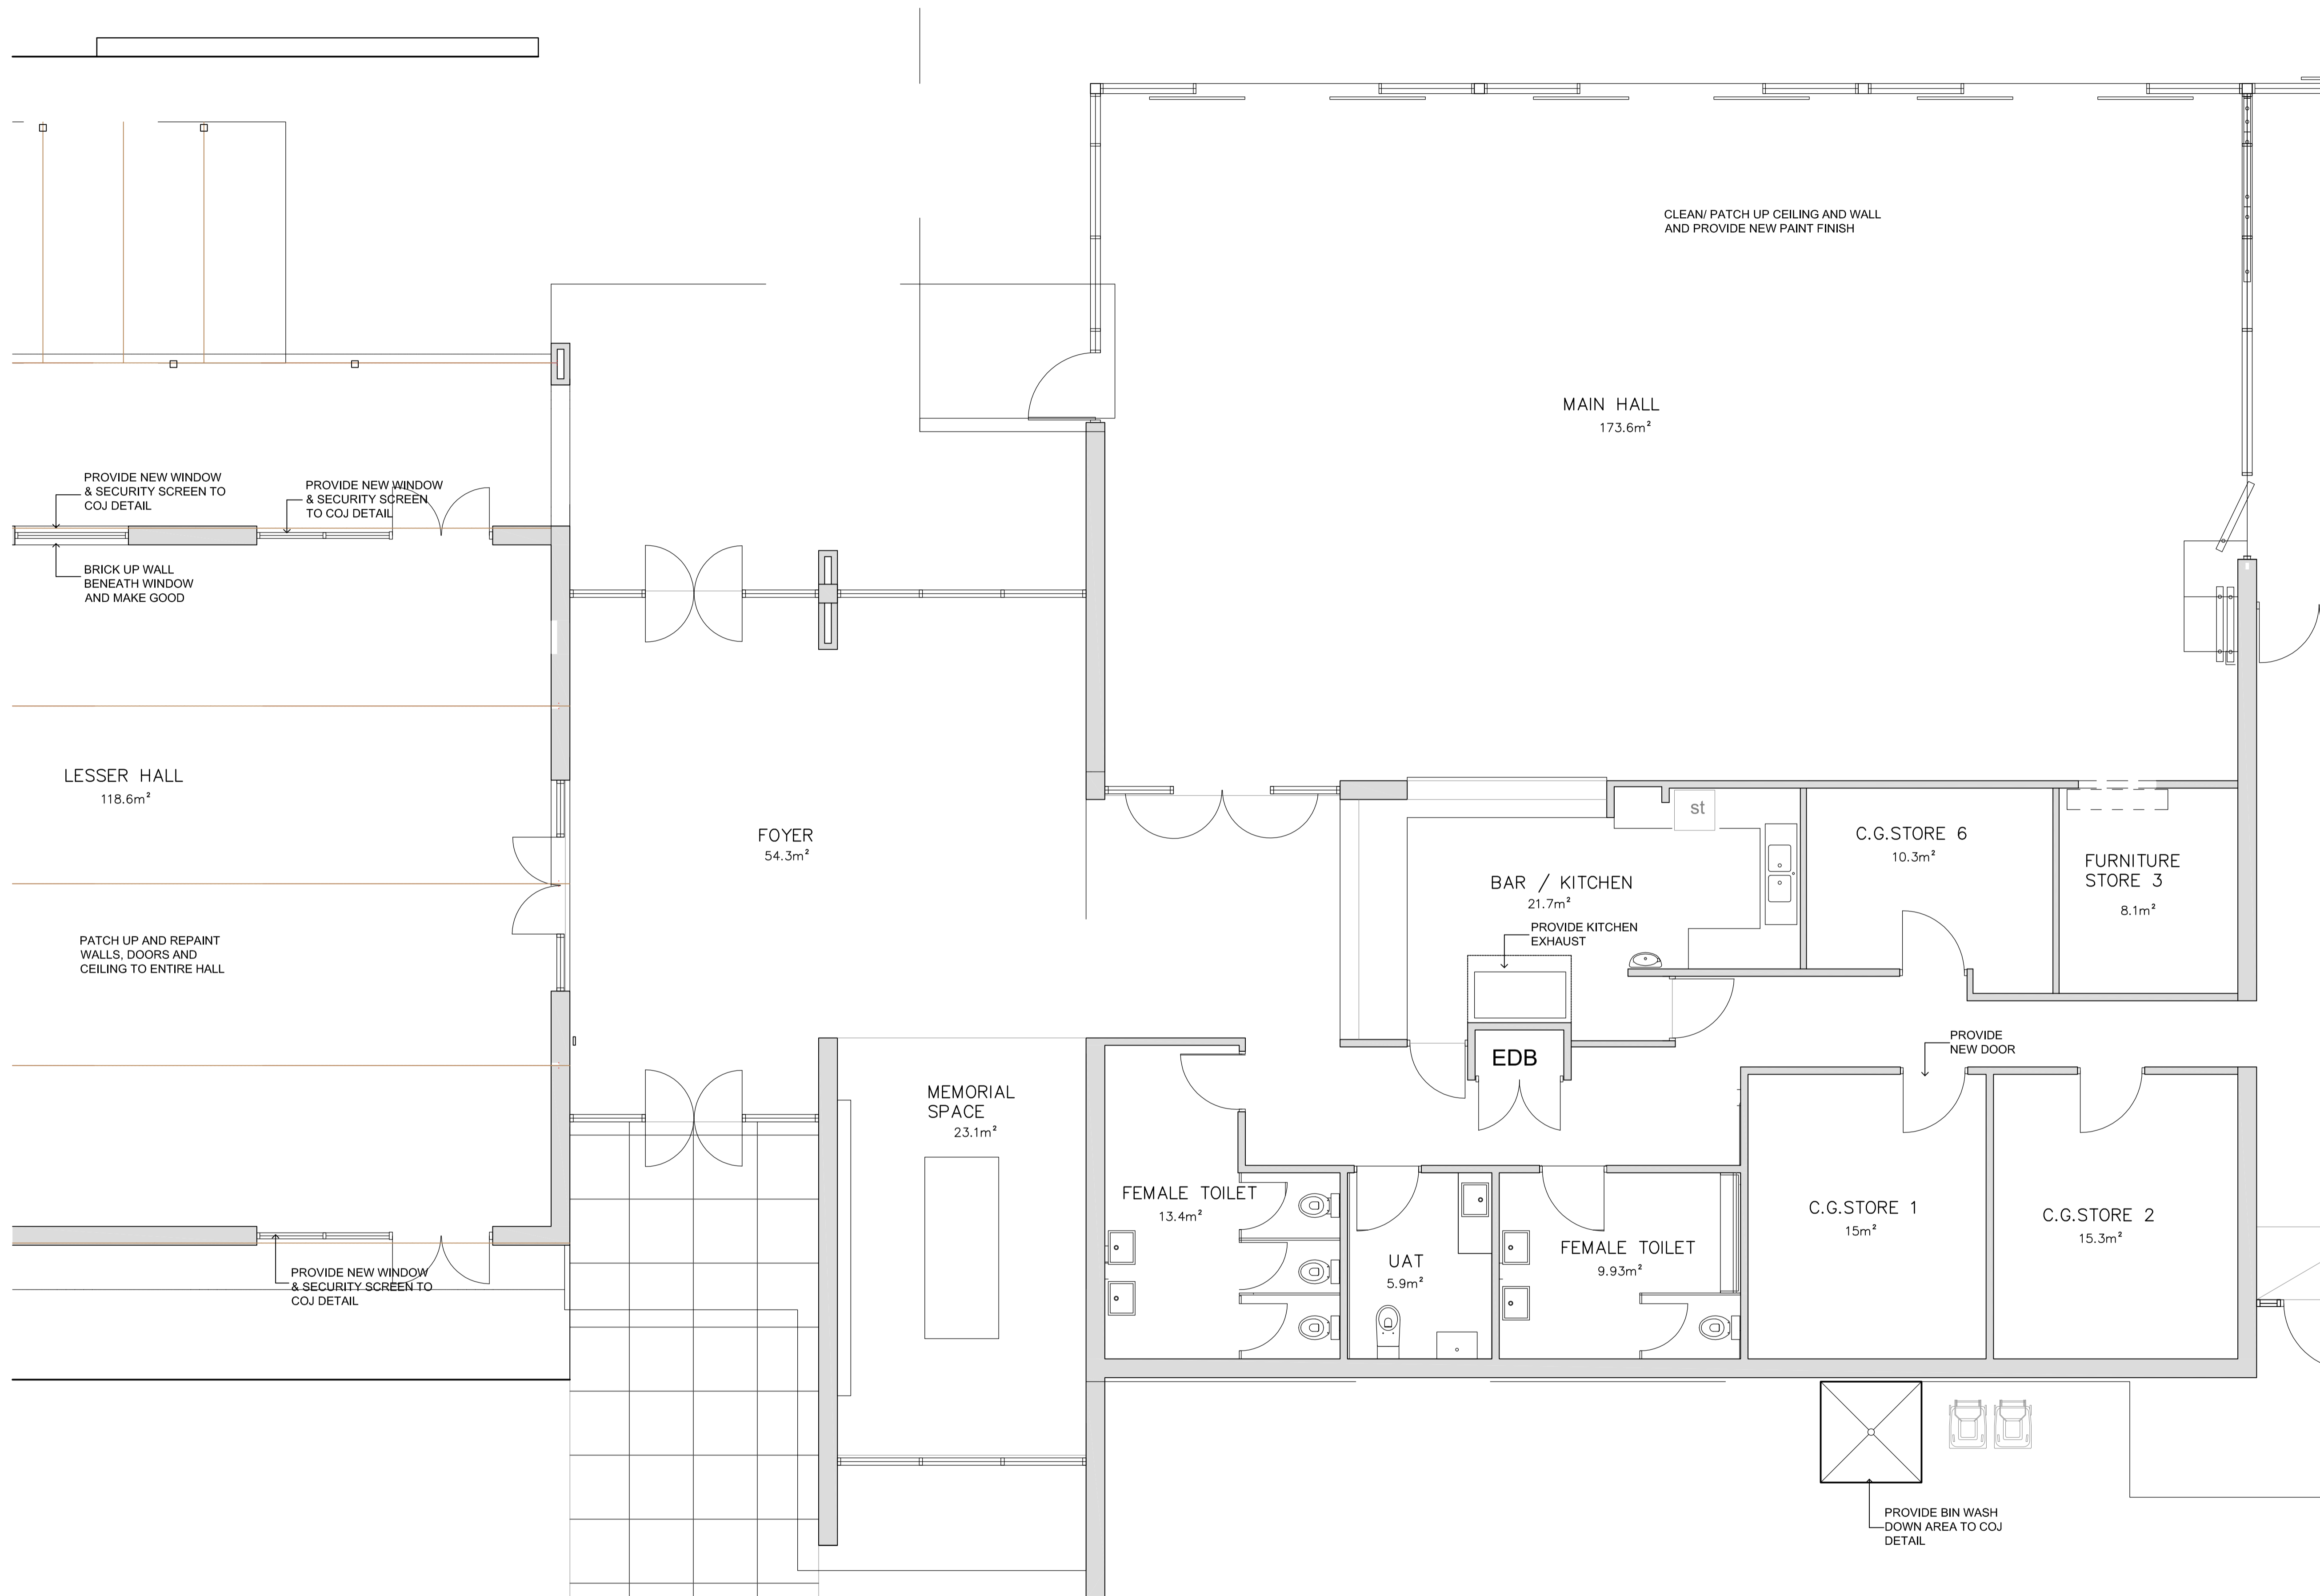 CLEAN/ PATCH UP CEILING AND WALL
AND PROVIDE NEW PAINT FINISH
MAIN HALL
173.6m²
PROVIDE NEW WINDOW
& SECURITY SCREEN TO
COJ DETAIL
PROVIDE NEW WINDOW
& SECURITY SCREEN
TO COJ DETAIL
BRICK UP WALL
BENEATH WINDOW
AND MAKE GOOD
LESSER HALL
118.6m²
FOYER
54.3m²
st
C.G.STORE 6
10.3m²
FURNITURE
STORE 3
8.1m²
BAR / KITCHEN
21.7m²
PROVIDE KITCHEN
EXHAUST
PATCH UP AND REPAINT
WALLS, DOORS AND
CEILING TO ENTIRE HALL
EDB
PROVIDE
NEW DOOR
MEMORIAL
SPACE
23.1m²
FEMALE TOILET
13.4m²
UAT
5.9m²
FEMALE TOILET
9.93m²
C.G.STORE 1
15m²
C.G.STORE 2
15.3m²
PROVIDE NEW WINDOW
& SECURITY SCREEN TO
COJ DETAIL
PROVIDE BIN WASH
DOWN AREA TO COJ
DETAIL